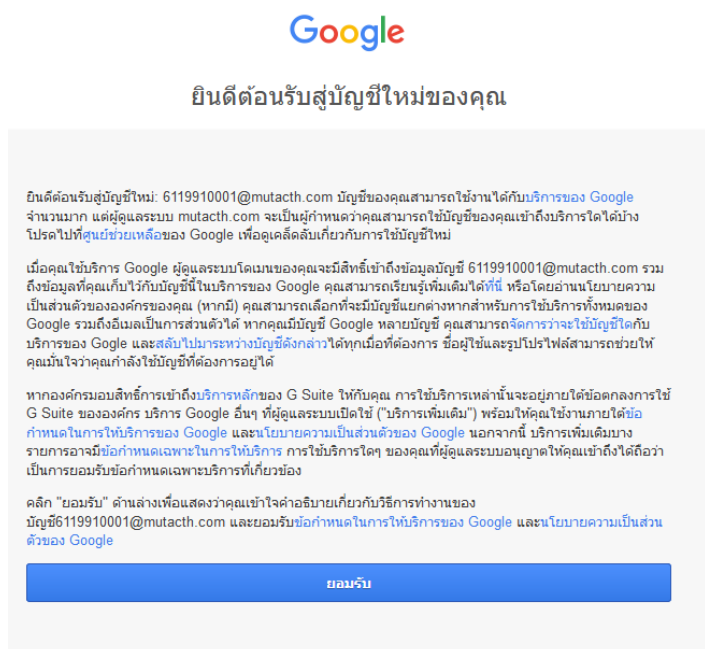 Google
ยินดีต้อนรับสู่บัญชีใหม่ของคุณ
ยินดีต้อนรับสู่บัญชีใหม่: 6119910001@mutacth.com บัญชีของคุณสามารถใช้งานได้กับบริการของ Google
จำนวนมาก แต่ผู้ดูแลระบบ mutacth.com จะเป็นผู้กำหนดว่าคุณสามารถใช้บัญชีของคุณเข้าถึงบริการใดได้บ้าง
โปรดไปที่ศูนย์ช่วยเหลือของ Google เพื่อดูเคล็ดลับเกี่ยวกับการใช้บัญชีใหม่
เมื่อคุณใช้บริการ Google ผู้ดูแลระบบโดเมนของคุณจะมีสิทธิ์เข้าถึงข้อมูลบัญชี 6119910001@mutacth.com รวม
ถึงข้อมูลที่คุณเก็บไว้กับบัญชีนี้ในบริการของ Google คุณสามารถเรียนรู้เพิ่มเติมได้ที่นี่ หรือโดยอ่านนโยบายความ
เป็นส่วนตัวขององค์กรของคุณ (หากมี) คุณสามารถเลือกที่จะมีบัญชีแยกต่างหากสำหรับการใช้บริการทั้งหมดของ
Google รวมถึงอีเมลเป็นการส่วนตัวได้ หากคุณมีบัญชี Google หลายบัญชี คุณสามารถจัดการว่าจะใช้บัญชีใดกับ
บริการของ Gogle และสลับไปมาระหว่างบัญชีดังกล่าวได้ทุกเมื่อที่ต้องการ ชื่อผู้ใช้และรูปโปรไฟล์สามารถช่วยให้
คุณมั่นใจว่าคุณกำลังใช้บัญชีที่ต้องการอยู่ได้
หากองค์กรมอบสิทธิ์การเข้าถึงบริการหลักของ G Suite ให้กับคุณ การใช้บริการเหล่านั้นจะอยู่ภายใต้ข้อตกลงการใช้
G Suite ขององค์กร บริการ Google อื่นๆ ที่ผู้ดูแลระบบเปิดใช้ ("บริการเพิ่มเติม") พร้อมให้คุณใช้งานภายใต้ข้อ
กำหนดในการให้บริการของ Google และนโยบายความเป็นส่วนตัวของ Google นอกจากนี้ บริการเพิ่มเติมบาง
รายการอาจมีข้อกำหนดเฉพาะในการให้บริการ การใช้บริการใดๆ ของคุณที่ผู้ดูแลระบบอนุญาตให้คุณเข้าถึงได้ถือว่า
เป็นการยอมรับข้อกำหนดเฉพาะบริการที่เกี่ยวข้อง
คลิก "ยอมรับ" ด้านล่างเพื่อแสดงว่าคุณเข้าใจคำอธิบายเกี่ยวกับวิธีการทำงานของ
บัญชี6119910001@mutacth.com และยอมรับข้อกำหนดในการให้บริการของ Google และนโยบายความเป็นส่วน
ตัวของ Google
ยอมรับ